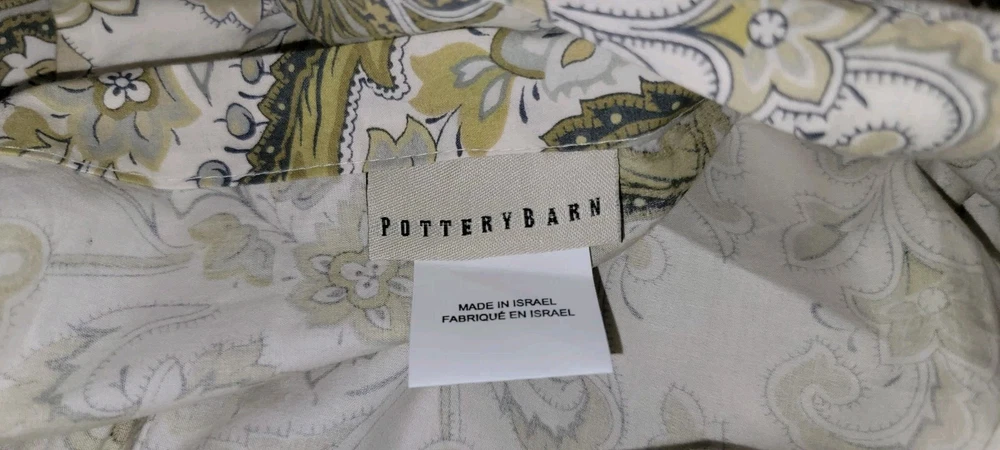 POTTERYBARN
MADE IN ISRAEL
FABRIQUÉ EN ISRAEL